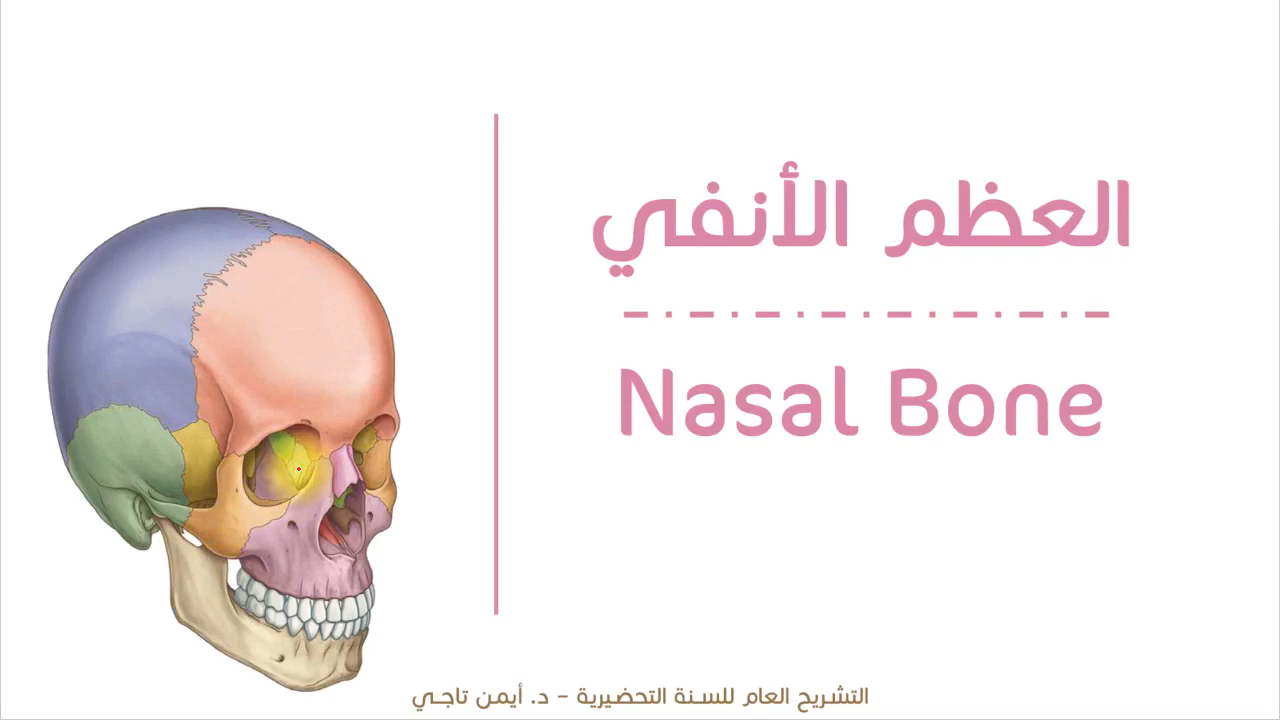 العظم الأنفي
Nasal Bone
التشريح العام للسنة التحضيرية - د. أيمن تاجي